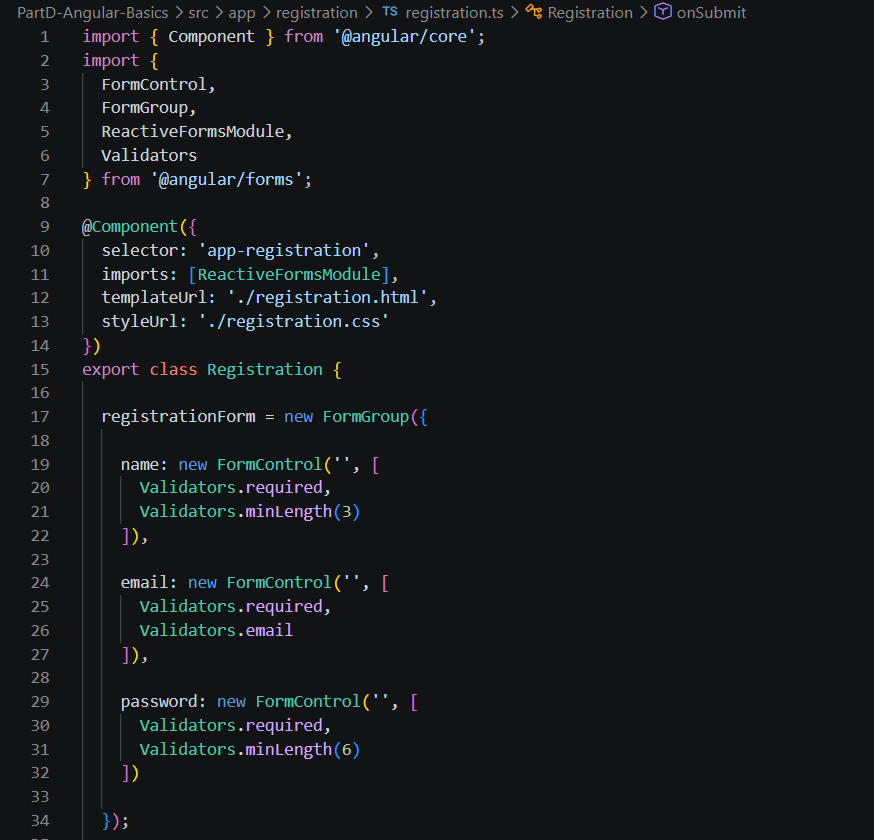 PartD-Angular-Basics > src > app > registration > TS registration.ts > Registration > onSubmit
1 import { Component } from '@angular/core';
2 import {
3   FormControl,
4   FormGroup,
5   ReactiveFormsModule,
6   Validators
7 } from '@angular/forms';
8
9 @Component({
10   selector: 'app-registration',
11   imports: [ReactiveFormsModule],
12   templateUrl: './registration.html',
13   styleUrl: './registration.css'
14 })
15 export class Registration {
16
17   registrationForm = new FormGroup({
18
19     name: new FormControl('', [
20       Validators.required,
21       Validators.minLength(3)
22     ]),
23
24     email: new FormControl('', [
25       Validators.required,
26       Validators.email
27     ]),
28
29     password: new FormControl('', [
30       Validators.required,
31       Validators.minLength(6)
32     ])
33
34   });